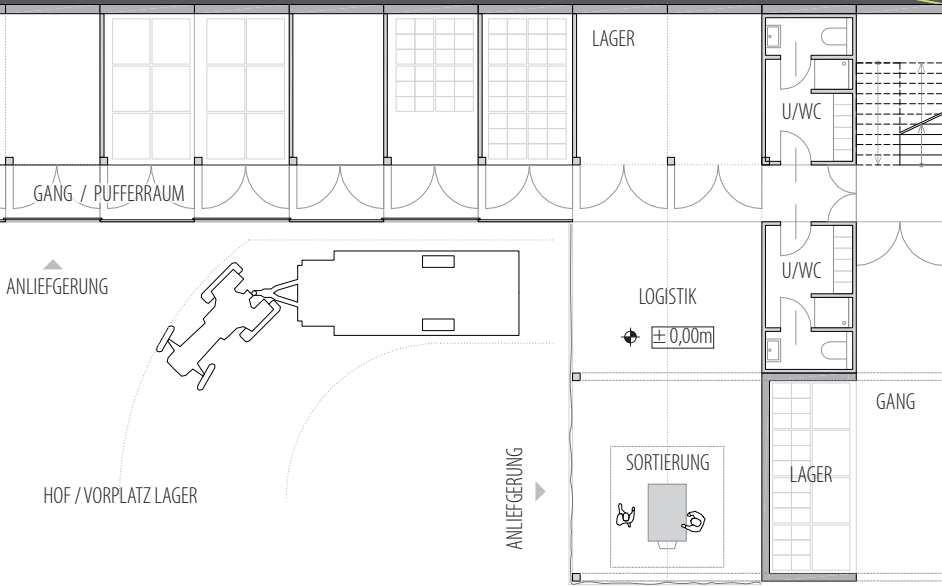 LAGER
U/WC
GANG / PUFFERRAUM
ANLIEFGERUNG
U/WC
LOGISTIK
± 0,00m
GANG
SORTIERUNG
LAGER
ANLIEFGERUNG
HOF / VORPLATZ LAGER